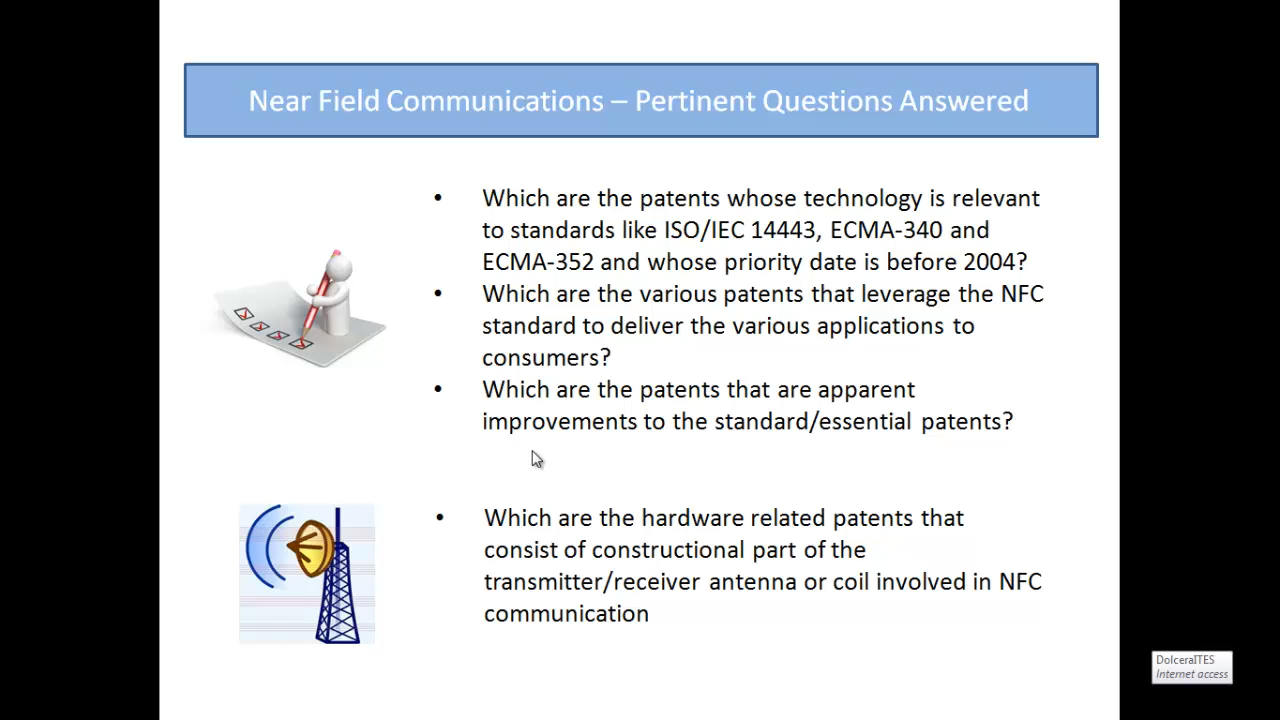 Near Field Communications – Pertinent Questions Answered
• Which are the patents whose technology is relevant
to standards like ISO/IEC 14443, ECMA-340 and
ECMA-352 and whose priority date is before 2004?
• Which are the various patents that leverage the NFC
standard to deliver the various applications to
consumers?
• Which are the patents that are apparent
improvements to the standard/essential patents?
• Which are the hardware related patents that
consist of constructional part of the
transmitter/receiver antenna or coil involved in NFC
communication
DolceraITES
Internet access